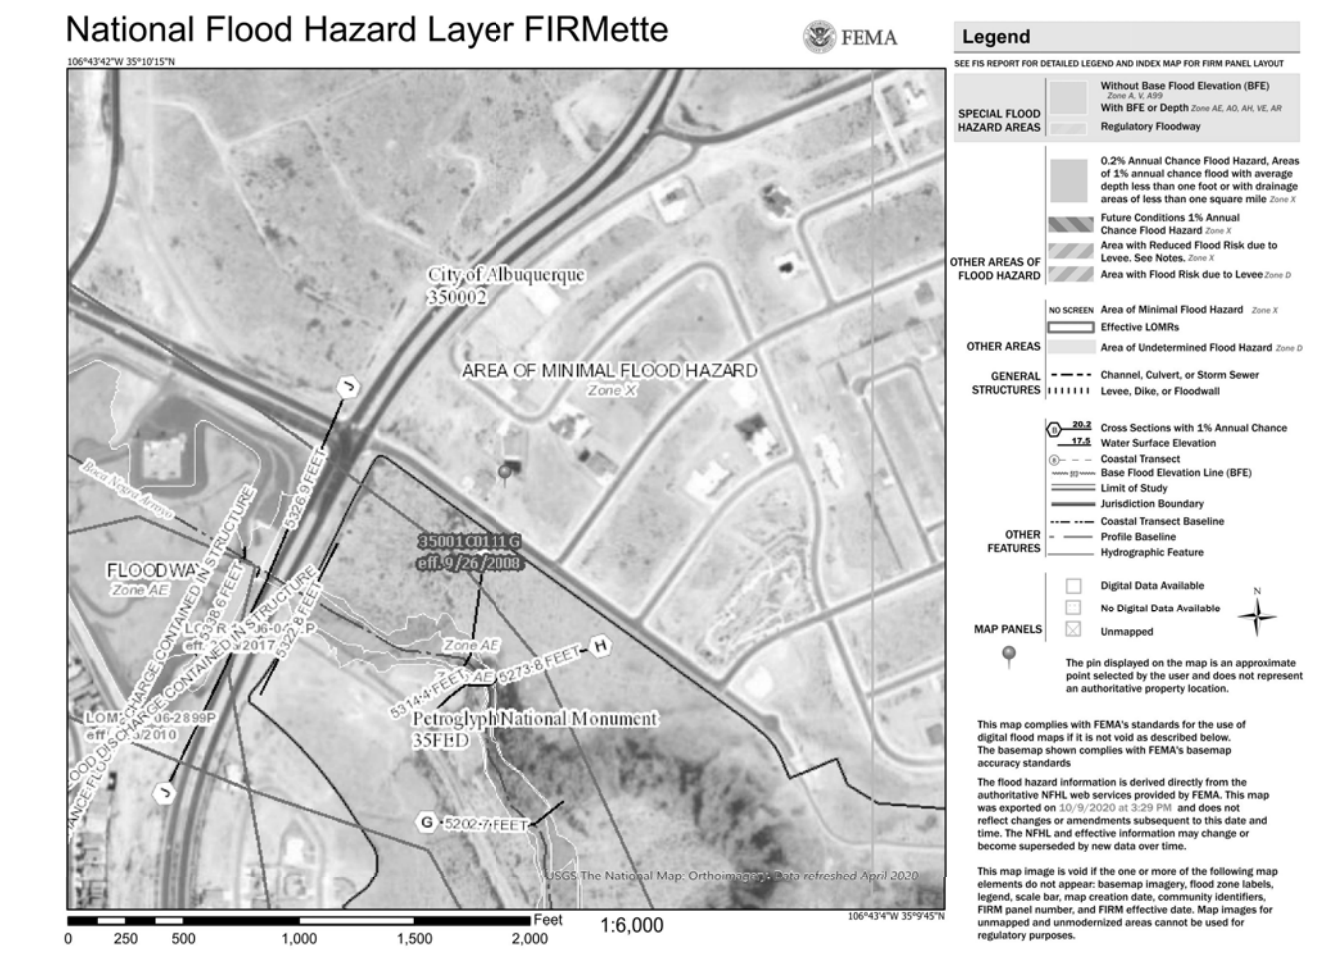 National Flood Hazard Layer FIRMette
FEMA
Legend
SEE FIS REPORT FOR DETAILED LEGEND AND INDEX MAP FOR FIRM PANEL LAYOUT
106°43'42"W 35°10'15"N
City of Albuquerque
350002
AREA OF MINIMAL FLOOD HAZARD
Zone X
J
5326.9 FEET
Boca Negra Arroyo
35001C0111G
eff. 9/26/2008
FLOODWAY
Zone AE
5338.6 FEET
5322.8 FEET
DISCHARGE CONTAINED IN STRUCTURE
FLOOD DISCHARGE CONTAINED IN STRUCTURE
Zone AE
H
5273.8 FEET
AE
5314.4 FEET
Petroglyph National Monument
35FED
J
G
5202.7 FEET
USGS The National Map: Orthoimagery. Data refreshed April 2020
106°43'4"W 35°9'45"N
Feet
1:6,000
0 250 500 1,000 1,500 2,000
SPECIAL FLOOD
HAZARD AREAS
Without Base Flood Elevation (BFE)
Zone A, V, A99
With BFE or Depth Zone AE, AO, AH, VE, AR
Regulatory Floodway
OTHER AREAS OF
FLOOD HAZARD
0.2% Annual Chance Flood Hazard, Areas
of 1% annual chance flood with average
depth less than one foot or with drainage
areas of less than one square mile Zone X
Future Conditions 1% Annual
Chance Flood Hazard Zone X
Area with Reduced Flood Risk due to
Levee. See Notes. Zone X
Area with Flood Risk due to Levee Zone D
OTHER AREAS
NO SCREEN Area of Minimal Flood Hazard Zone X
Effective LOMRs
Area of Undetermined Flood Hazard Zone D
GENERAL
STRUCTURES
Channel, Culvert, or Storm Sewer
Levee, Dike, or Floodwall
OTHER
FEATURES
B 20.2 Cross Sections with 1% Annual Chance
17.5 Water Surface Elevation
8 Coastal Transect
513 Base Flood Elevation Line (BFE)
Limit of Study
Jurisdiction Boundary
Coastal Transect Baseline
Profile Baseline
Hydrographic Feature
MAP PANELS
Digital Data Available
No Digital Data Available
Unmapped
N
The pin displayed on the map is an approximate
point selected by the user and does not represent
an authoritative property location.
This map complies with FEMA's standards for the use of
digital flood maps if it is not void as described below.
The basemap shown complies with FEMA's basemap
accuracy standards
The flood hazard information is derived directly from the
authoritative NFHL web services provided by FEMA. This map
was exported on 10/9/2020 at 3:29 PM and does not
reflect changes or amendments subsequent to this date and
time. The NFHL and effective information may change or
become superseded by new data over time.
This map image is void if the one or more of the following map
elements do not appear: basemap imagery, flood zone labels,
legend, scale bar, map creation date, community identifiers,
FIRM panel number, and FIRM effective date. Map images for
unmapped and unmodernized areas cannot be used for
regulatory purposes.